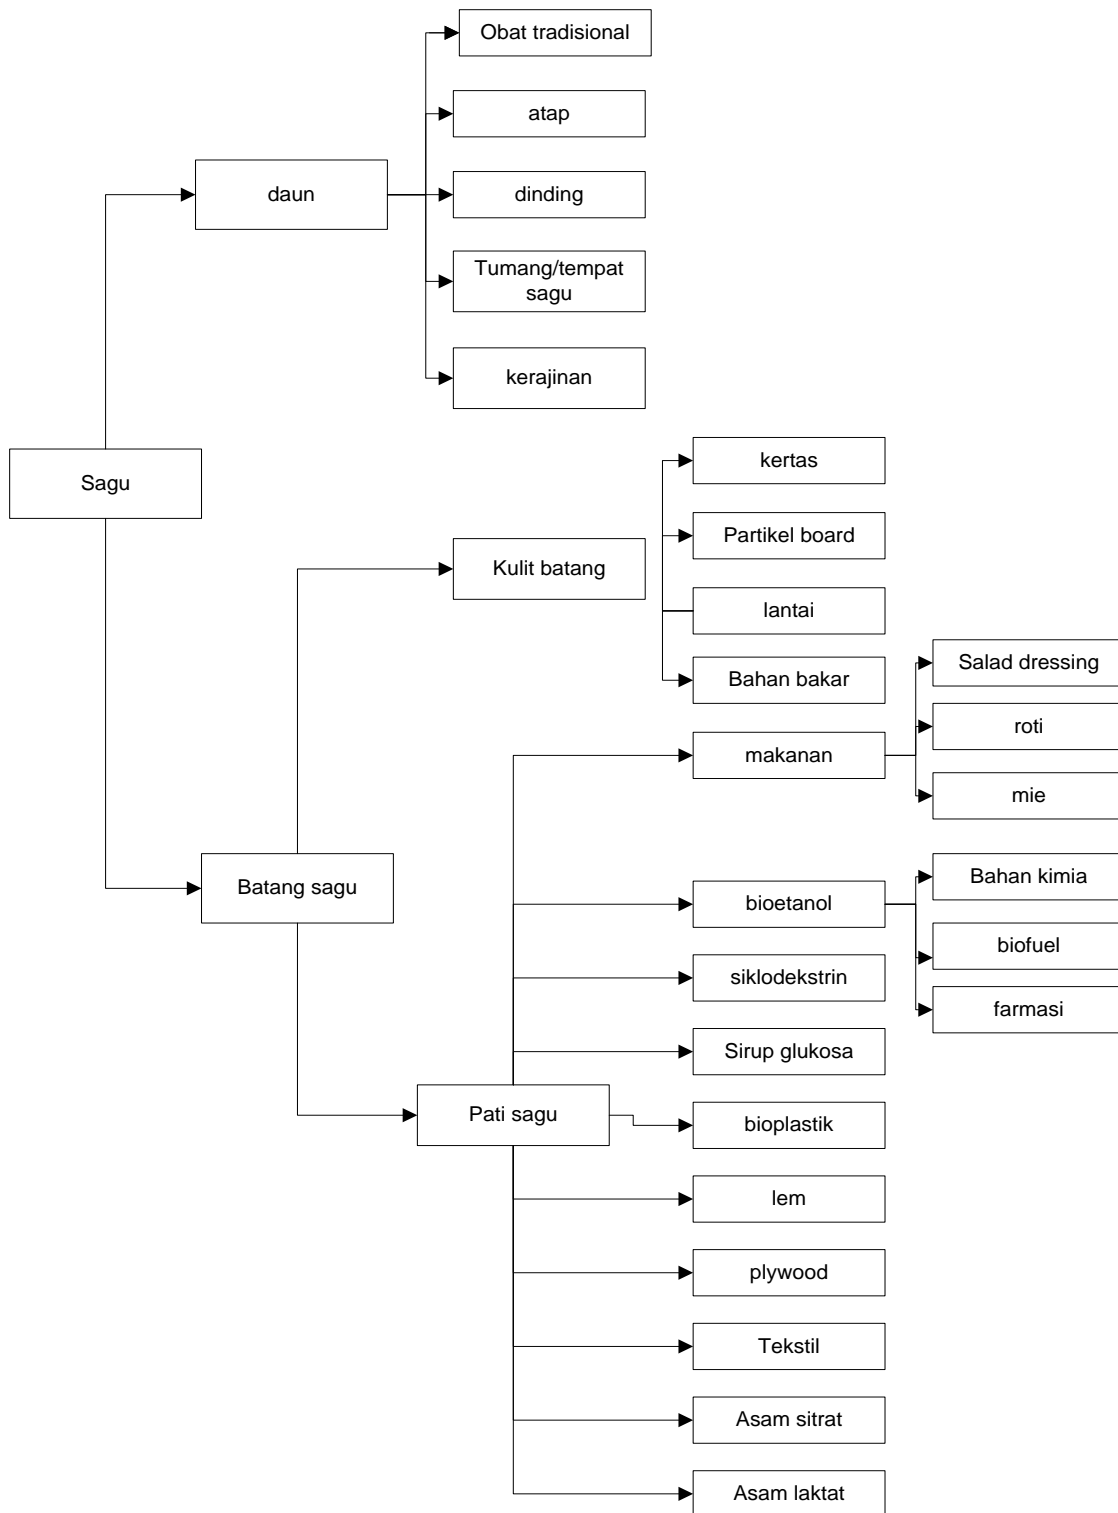 Obat tradisional
atap
daun
dinding
Tumang/tempat
sagu
kerajinan
Sagu
kertas
Partikel board
Kulit batang
lantai
Bahan bakar
Salad dressing
makanan
roti
mie
Batang sagu
bioetanol
Bahan kimia
biofuel
farmasi
siklodekstrin
Sirup glukosa
Pati sagu
bioplastik
lem
plywood
Tekstil
Asam sitrat
Asam laktat